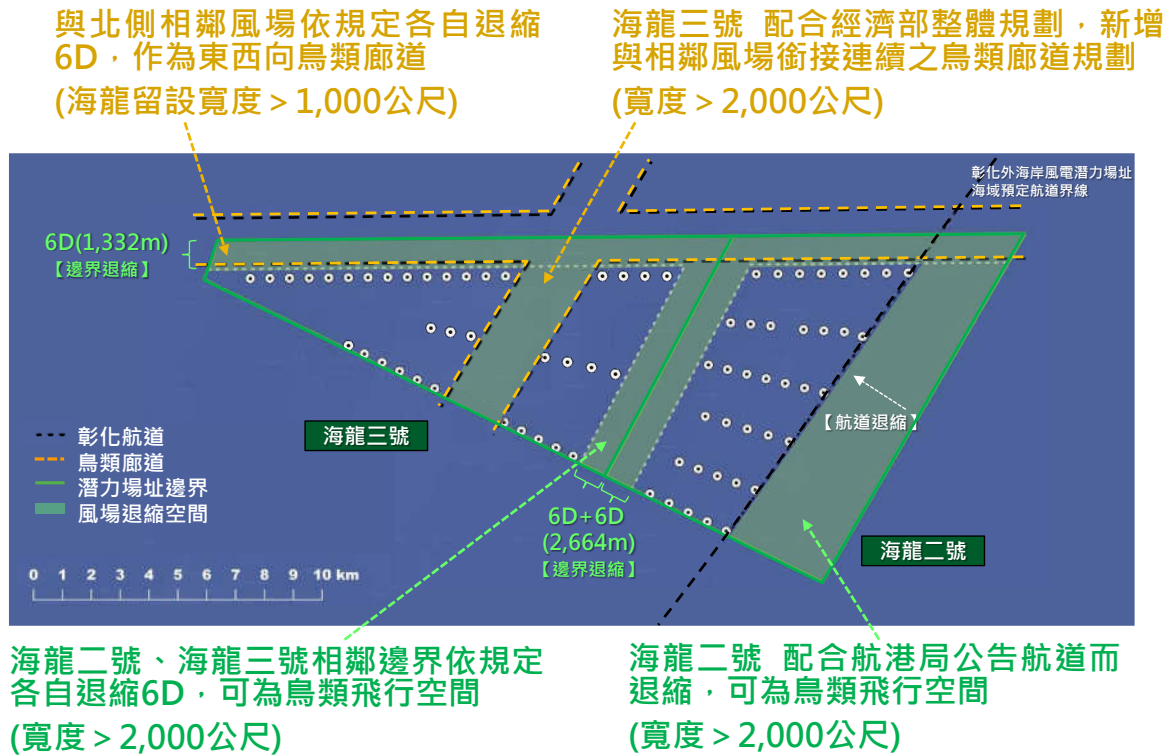 與北側相鄰風場依規定各自退縮
6D，作為東西向鳥類廊道
(海龍留設寬度＞1,000公尺)
海龍三號 配合經濟部整體規劃，新增
與相鄰風場銜接連續之鳥類廊道規劃
(寬度＞2,000公尺)
彰化外海岸風電潛力場址
海域預定航道界線
6D(1,332m)
【邊界退縮】
【航道退縮】
彰化航道
鳥類廊道
潛力場址邊界
風場退縮空間
海龍三號
6D+6D
(2,664m)
【邊界退縮】
海龍二號
0 1 2 3 4 5 6 7 8 9 10 km
海龍二號、海龍三號相鄰邊界依規定
各自退縮6D，可為鳥類飛行空間
(寬度＞2,000公尺)
海龍二號 配合航港局公告航道而
退縮，可為鳥類飛行空間
(寬度＞2,000公尺)